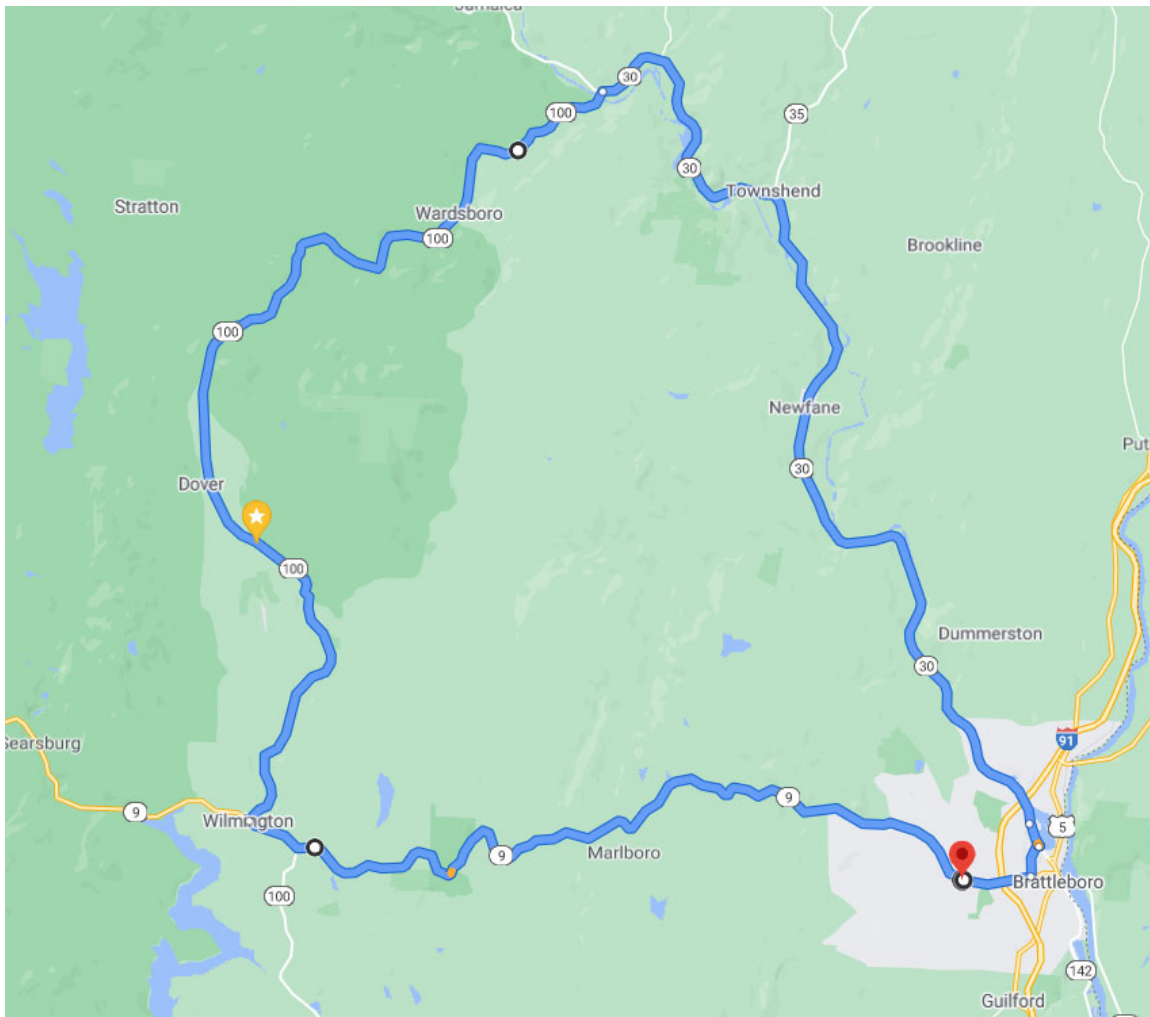 Jamaica
30
100
35
30
Townshend
Stratton
Wardsboro
100
Brookline
100
Newfane
Put
30
Dover
100
Dummerston
30
91
Searsburg
9
9
Wilmington
5
9
Marlboro
Brattleboro
100
142
Guilford